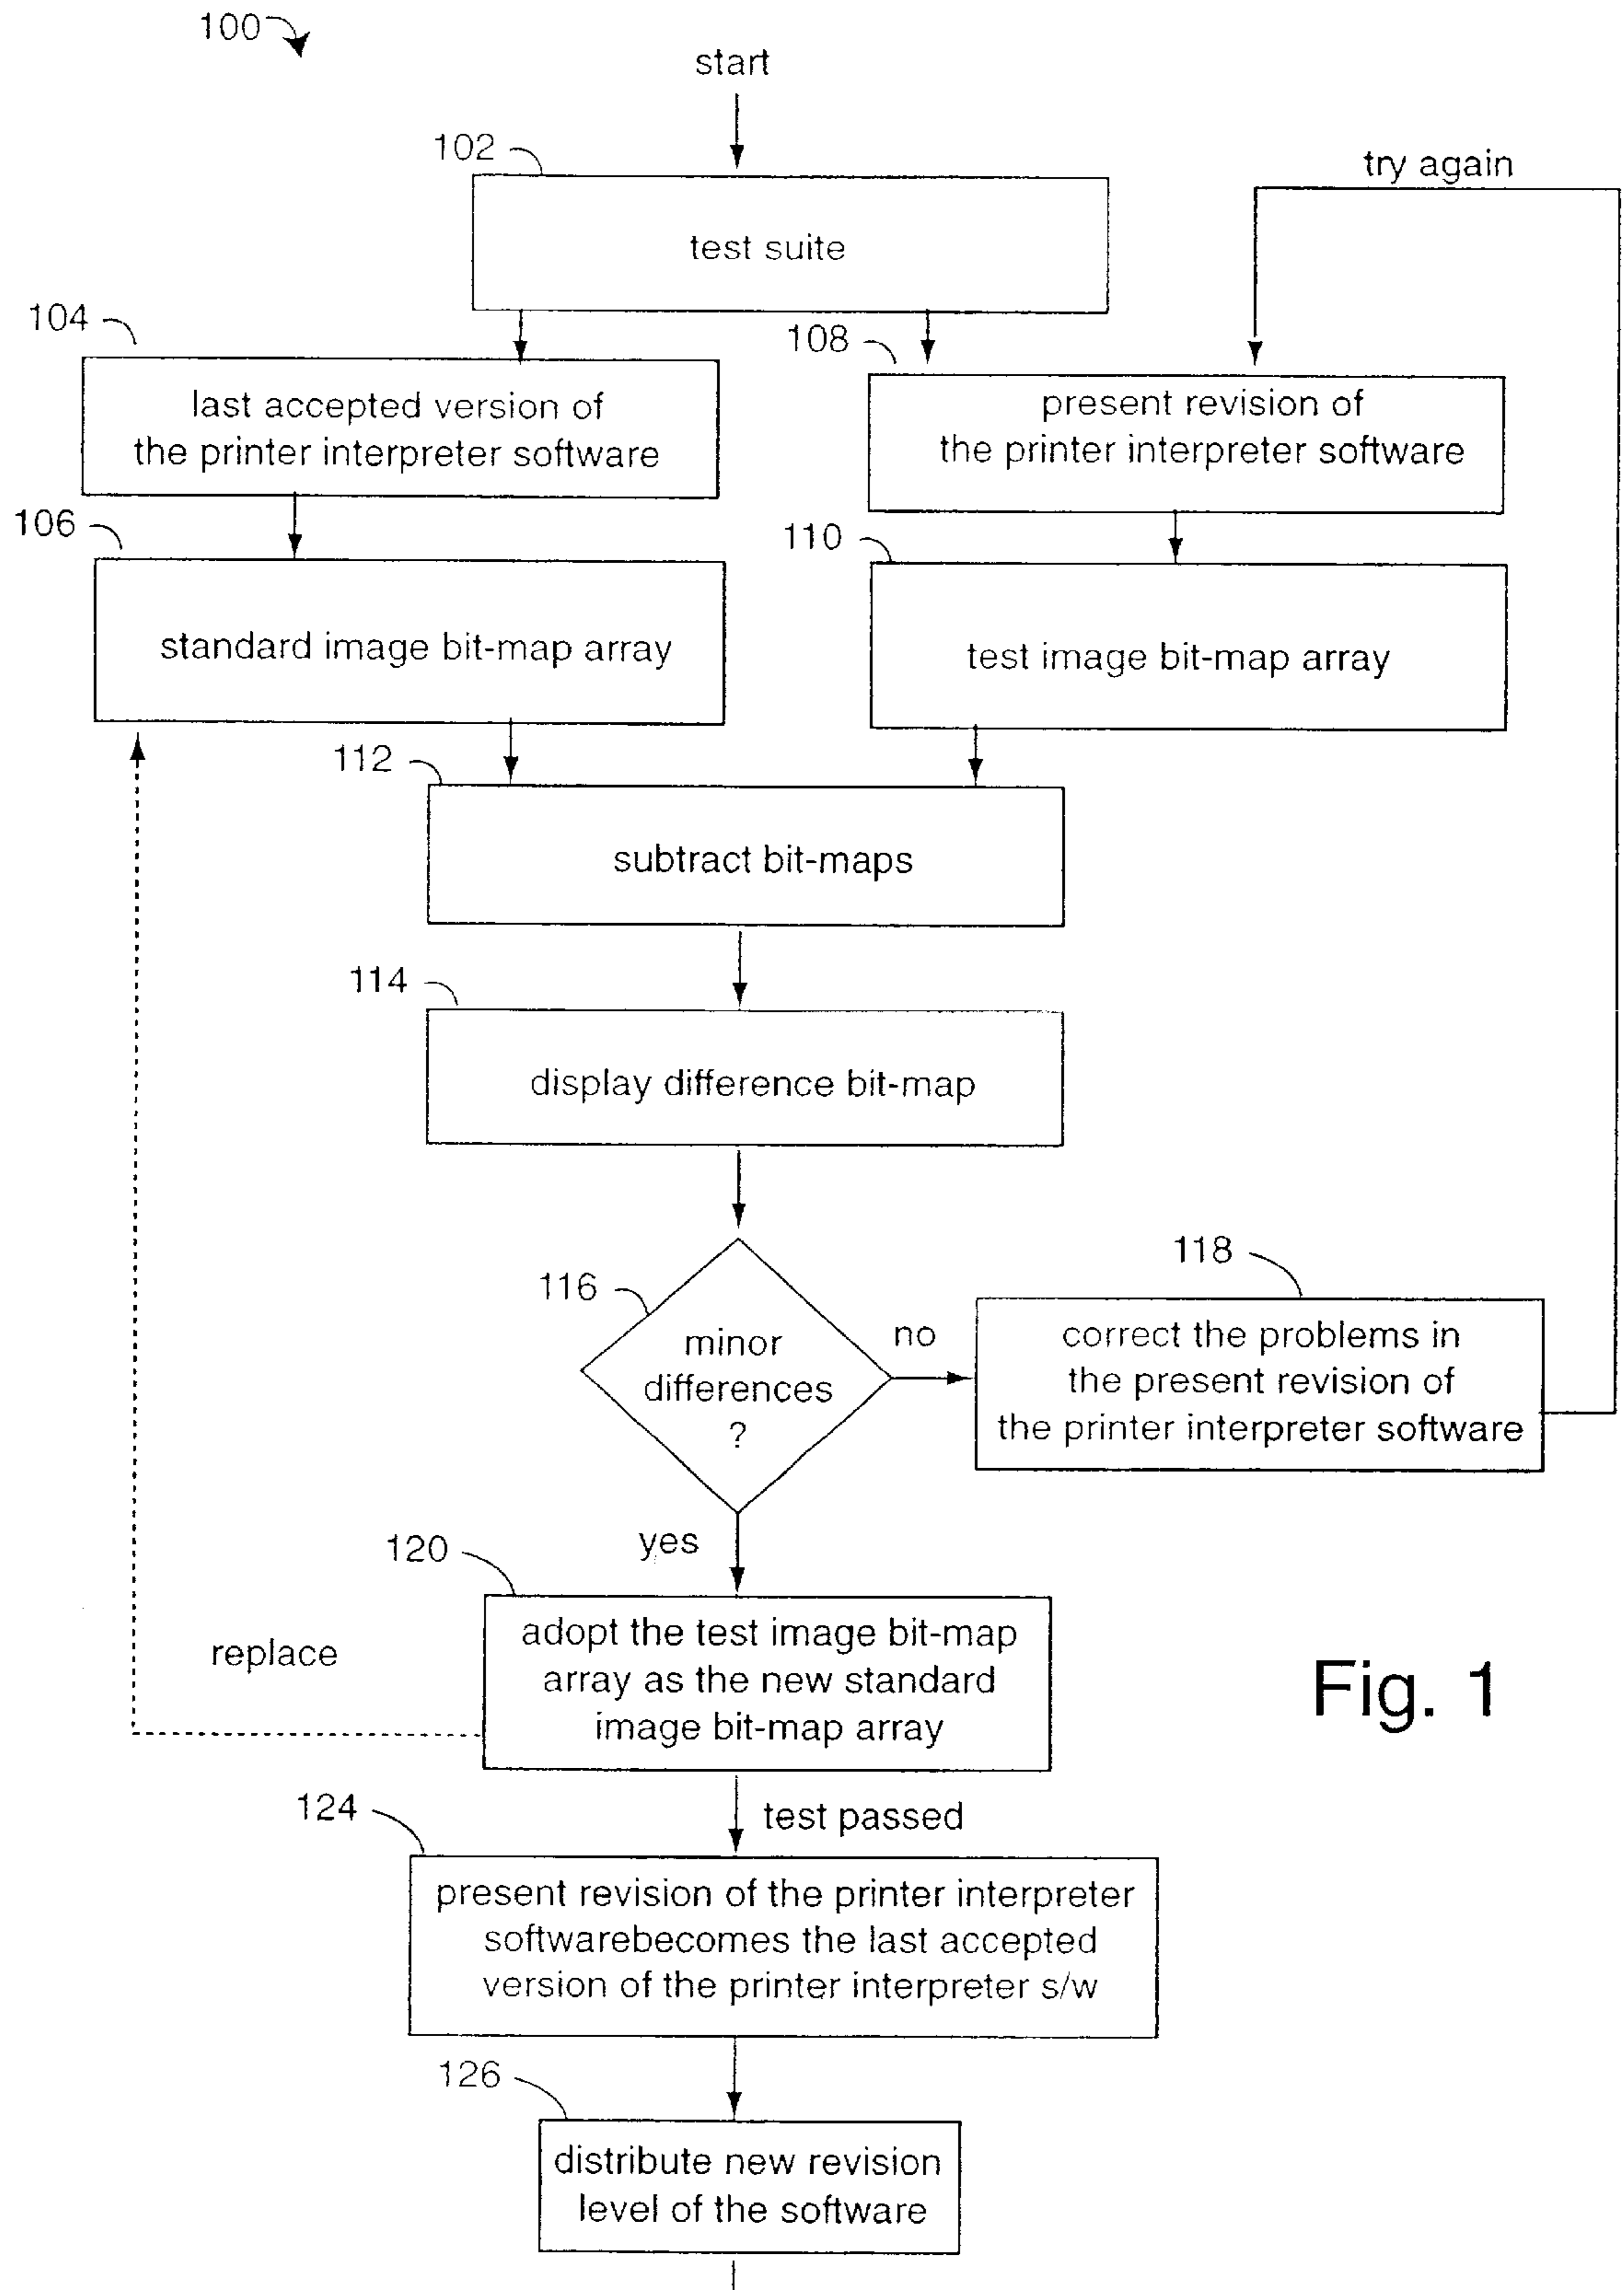 100
start
102
try again
test suite
104
108
last accepted version of
the printer interpreter software
present revision of
the printer interpreter software
106
110
standard image bit-map array
test image bit-map array
112
subtract bit-maps
114
display difference bit-map
116
118
minor
differences
?
no
correct the problems in
the present revision of
the printer interpreter software
yes
120
adopt the test image bit-map
array as the new standard
image bit-map array
replace
Fig. 1
124
test passed
present revision of the printer interpreter
softwarebecomes the last accepted
version of the printer interpreter s/w
126
distribute new revision
level of the software